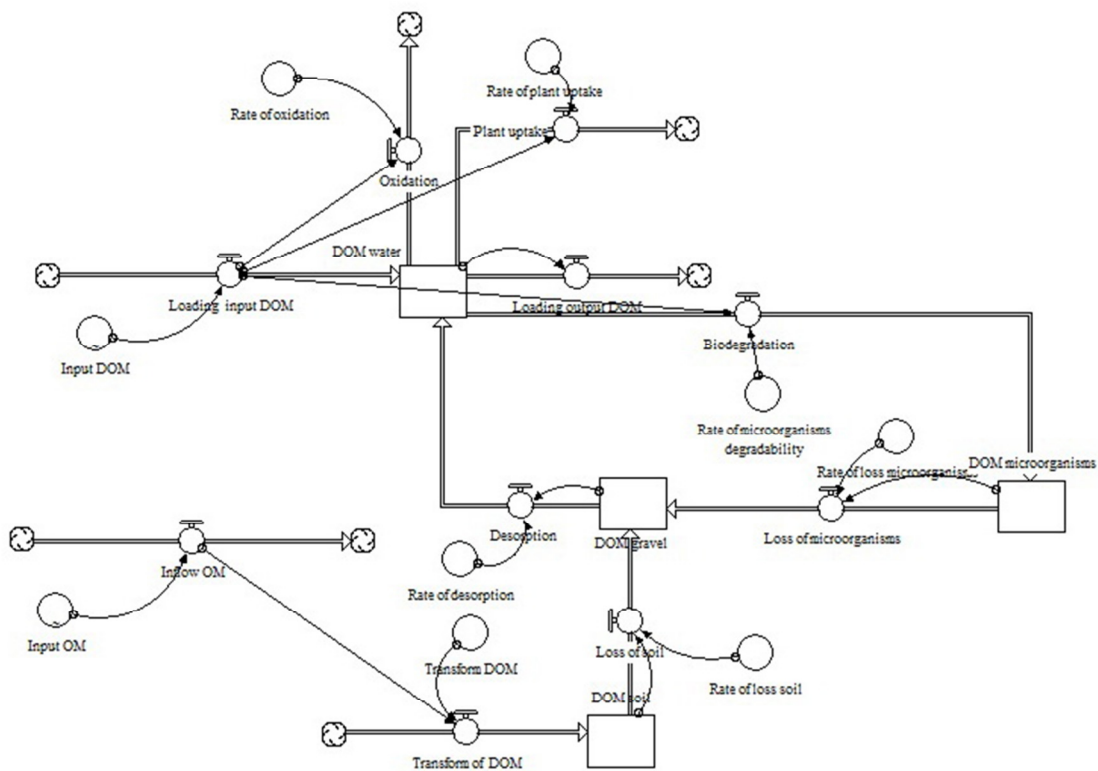 Rate of plant uptake
Rate of oxidation
Plant uptake
Oxidation
DOM water
Loading input DOM
Loading output DOM
Biodegradation
Input DOM
Rate of microorganisms
degradability
DOM microorganisms
Rate of loss microorganisms
Desorption
DOM gravel
Loss of microorganisms
Inflow OM
Rate of desorption
Input OM
Transform DOM
Loss of soil
Rate of loss soil
DOM soil
Transform of DOM